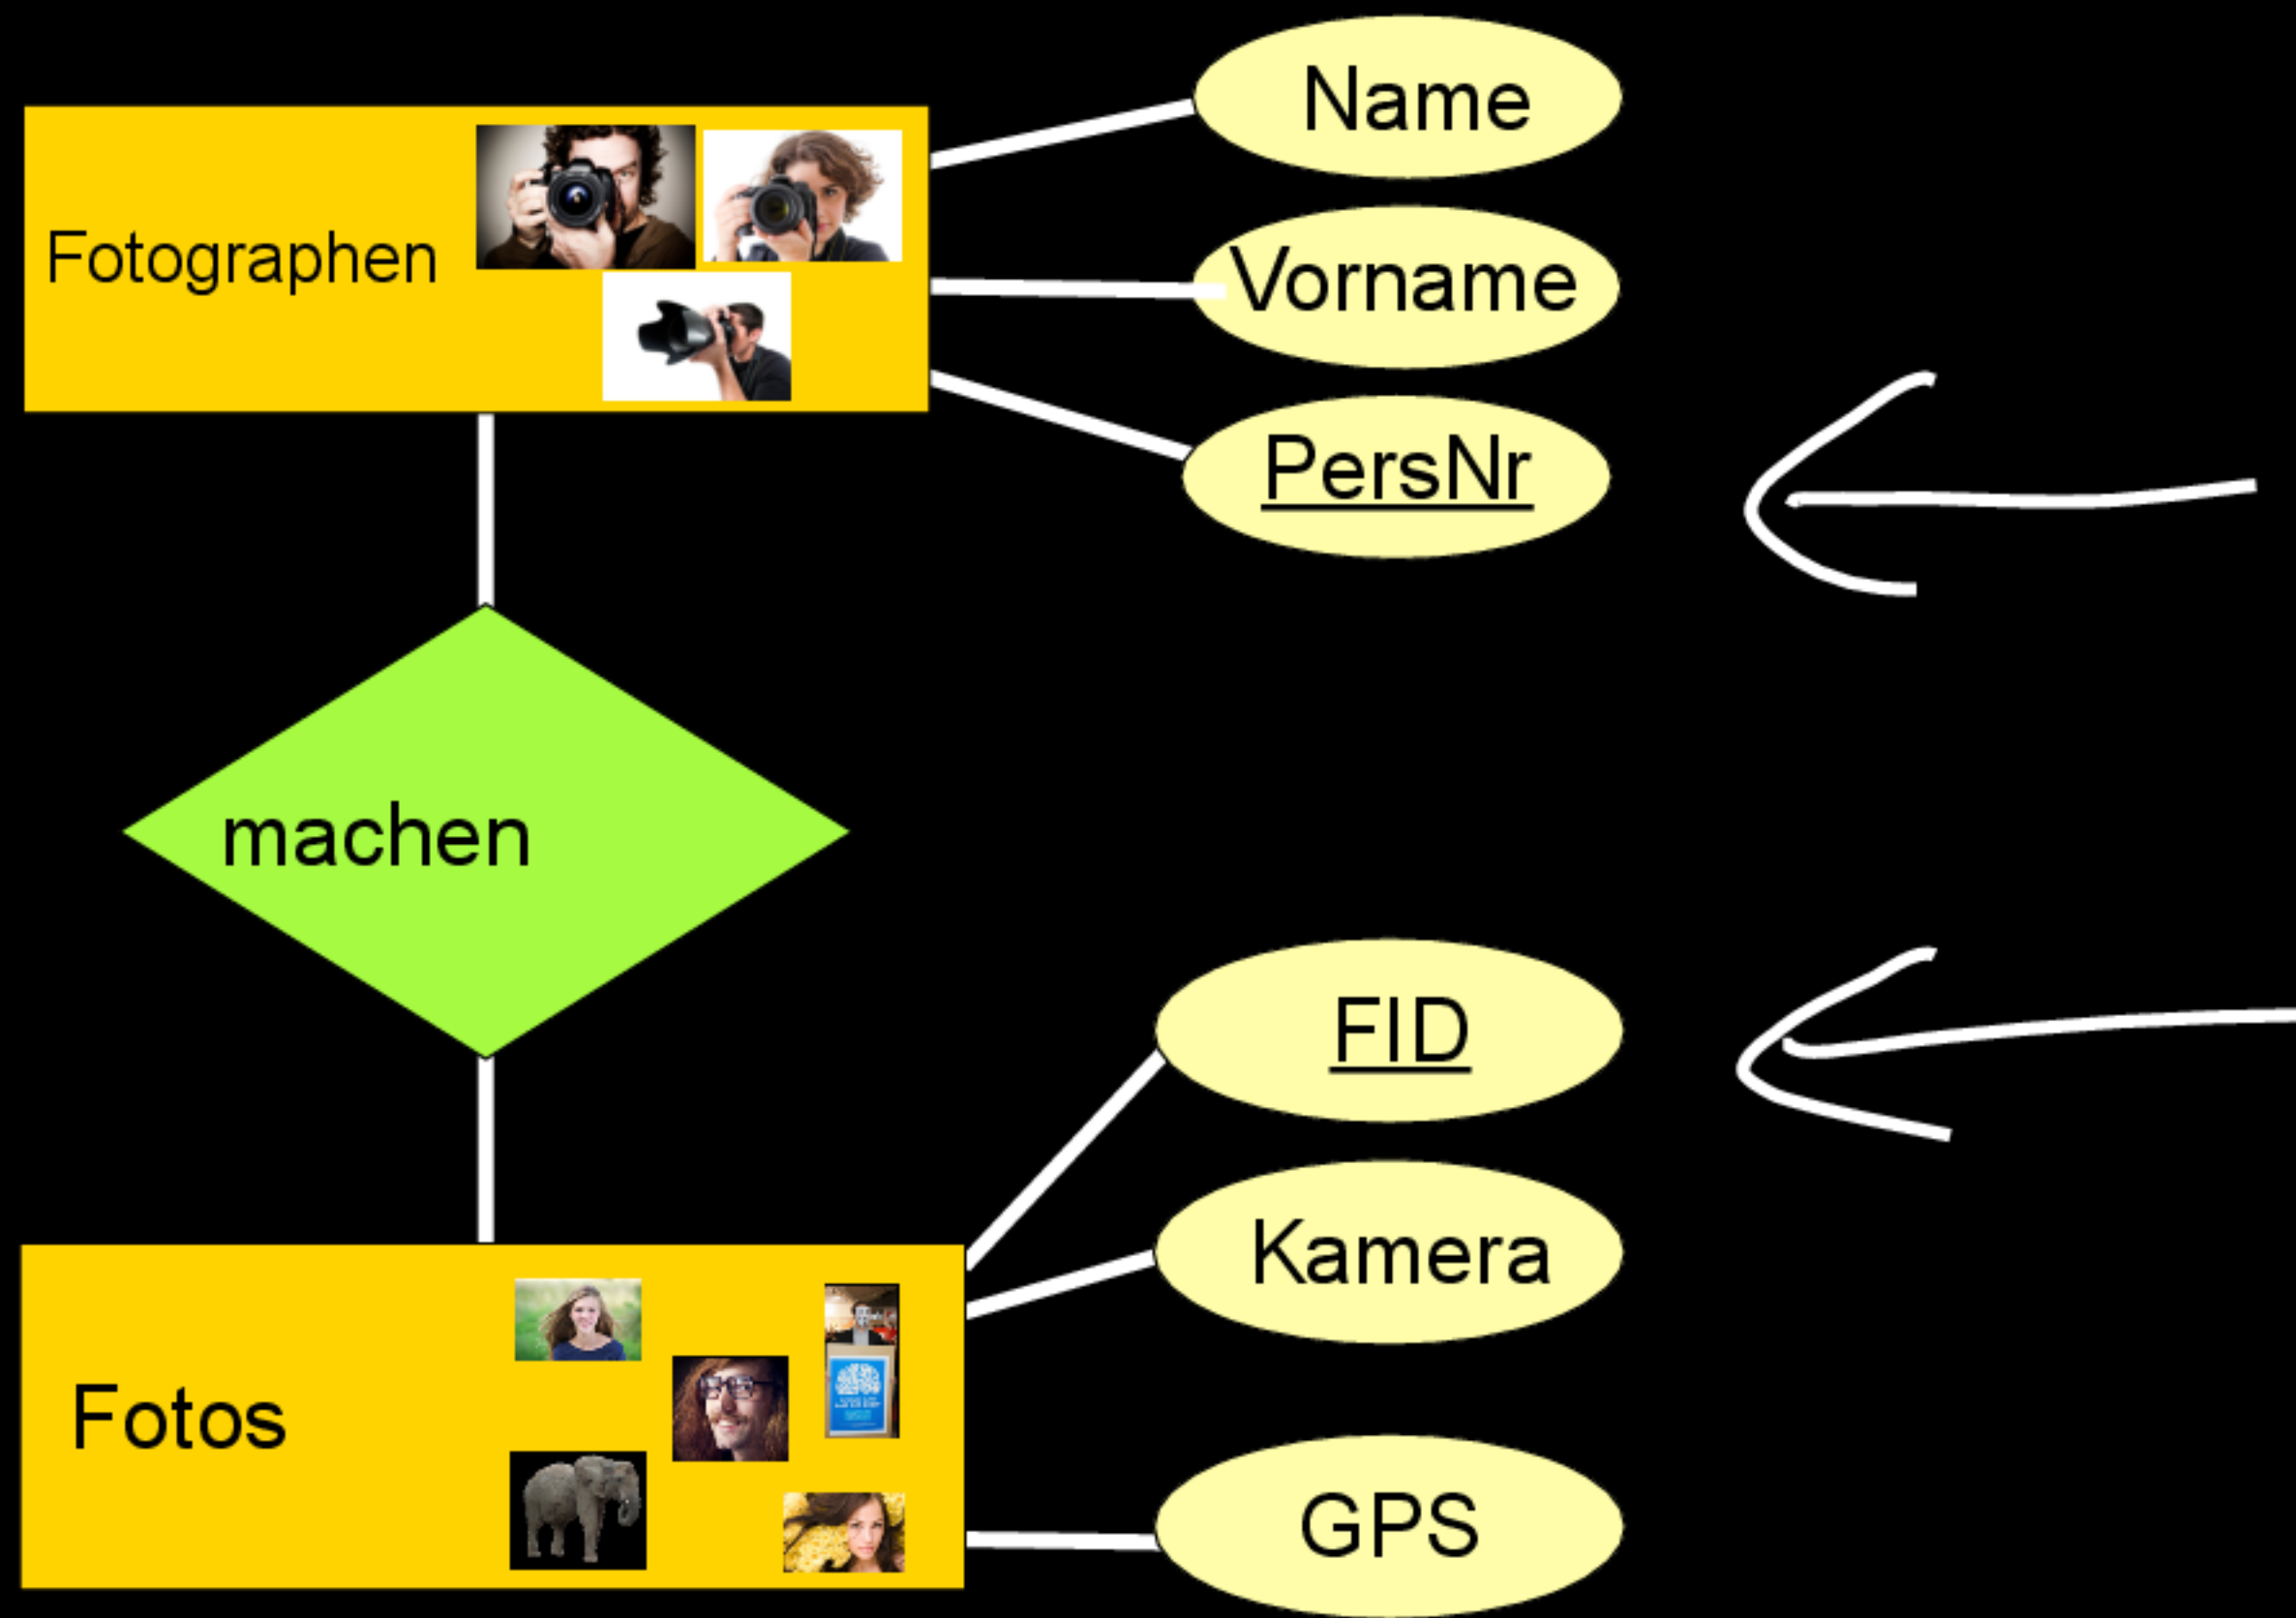 Name
Fotographen
Vorname
PersNr
machen
FID
Kamera
Fotos
GPS